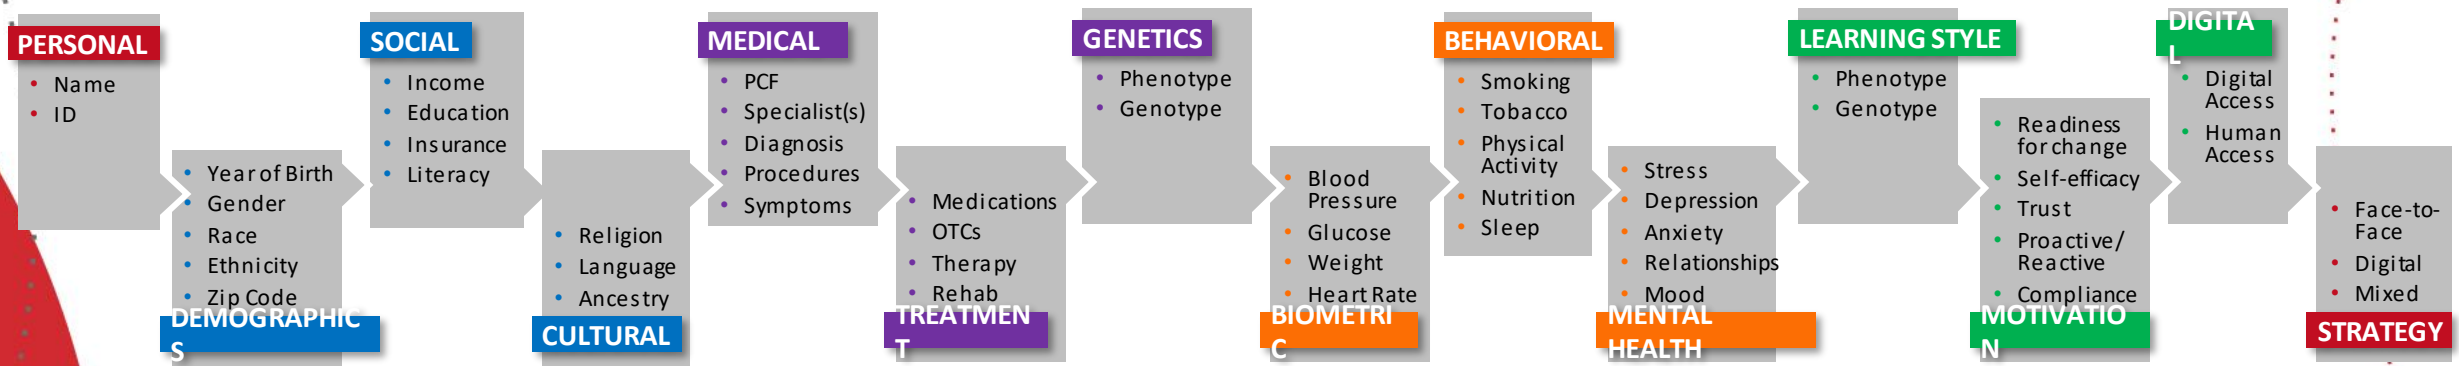 PERSONAL
Name
ID
Year of Birth
Gender
Race
Ethnicity
Zip Code
DEMOGRAPHIC
S
SOCIAL
Income
Education
Insurance
Literacy
Religion
Language
Ancestry
CULTURAL
MEDICAL
PCF
Specialist(s)
Diagnosis
Procedures
Symptoms
Medications
OTCs
Therapy
Rehab
TREATMEN
T
GENETICS
Phenotype
Genotype
Blood
Pressure
Glucose
Weight
Heart Rate
BIOMETRI
C
BEHAVIORAL
Smoking
Tobacco
Physical
Activity
Nutrition
Sleep
Stress
Depression
Anxiety
Relationships
Mood
MENTAL
HEALTH
LEARNING STYLE
Phenotype
Genotype
Readiness
for change
Self-efficacy
Trust
Proactive/
Reactive
Compliance
MOTIVATIO
N
DIGITA
L
Digital
Access
Human
Access
Face-to-
Face
Digital
Mixed
STRATEGY